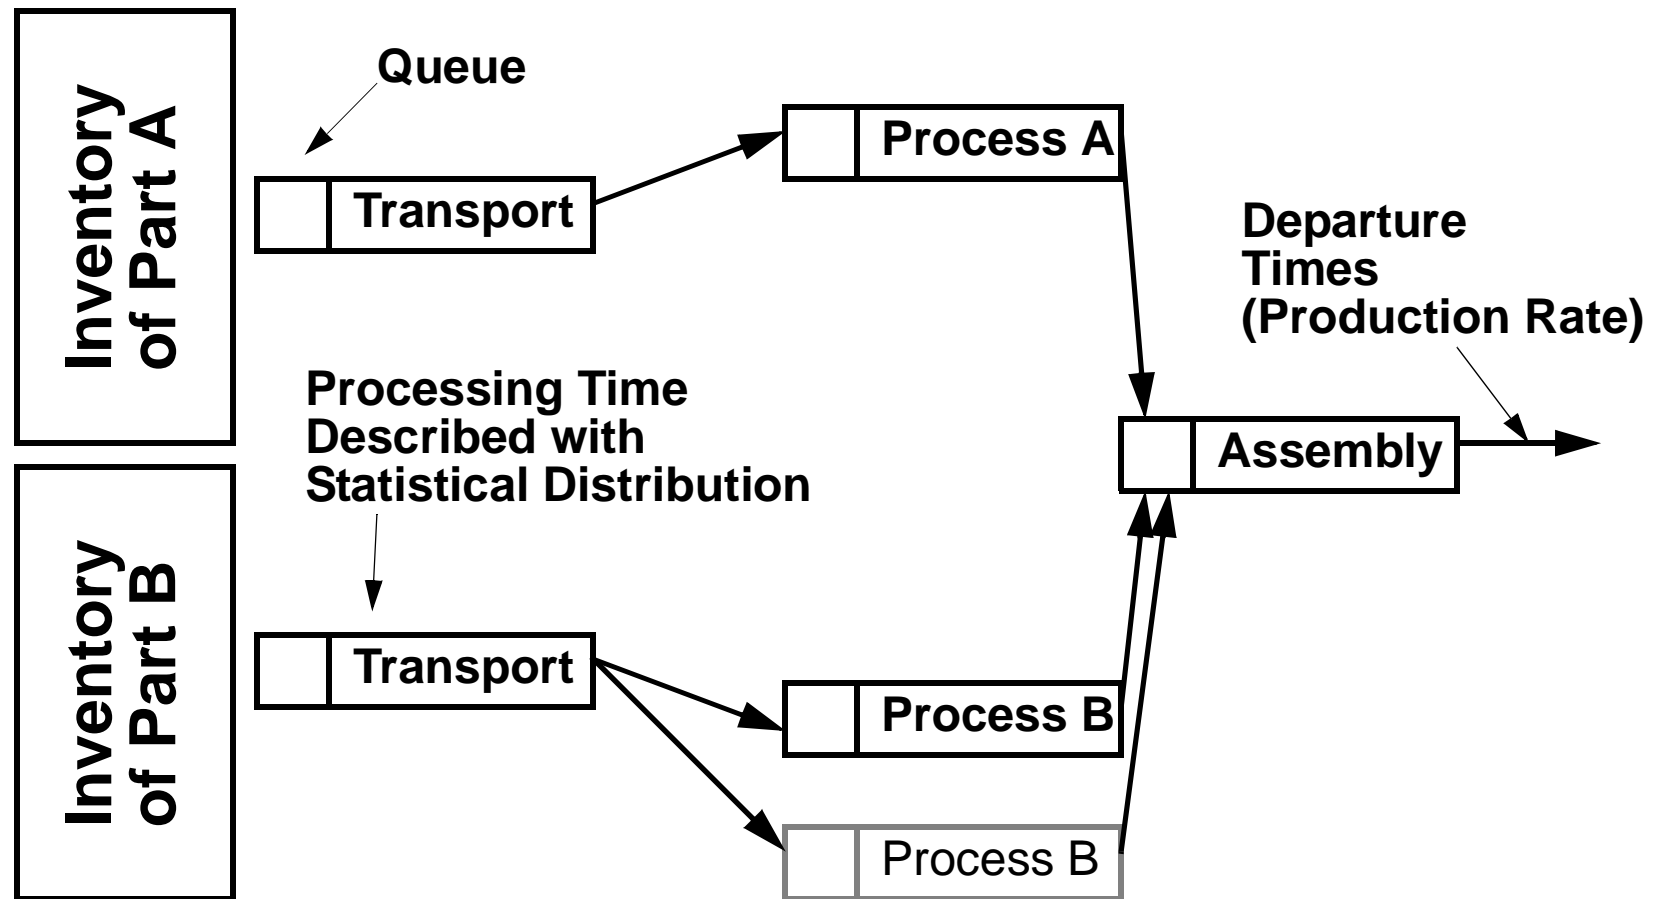 Inventory
of Part A
Queue
Transport
Process A
Departure
Times
(Production Rate)
Processing Time
Described with
Statistical Distribution
Assembly
Inventory
of Part B
Transport
Process B
Process B